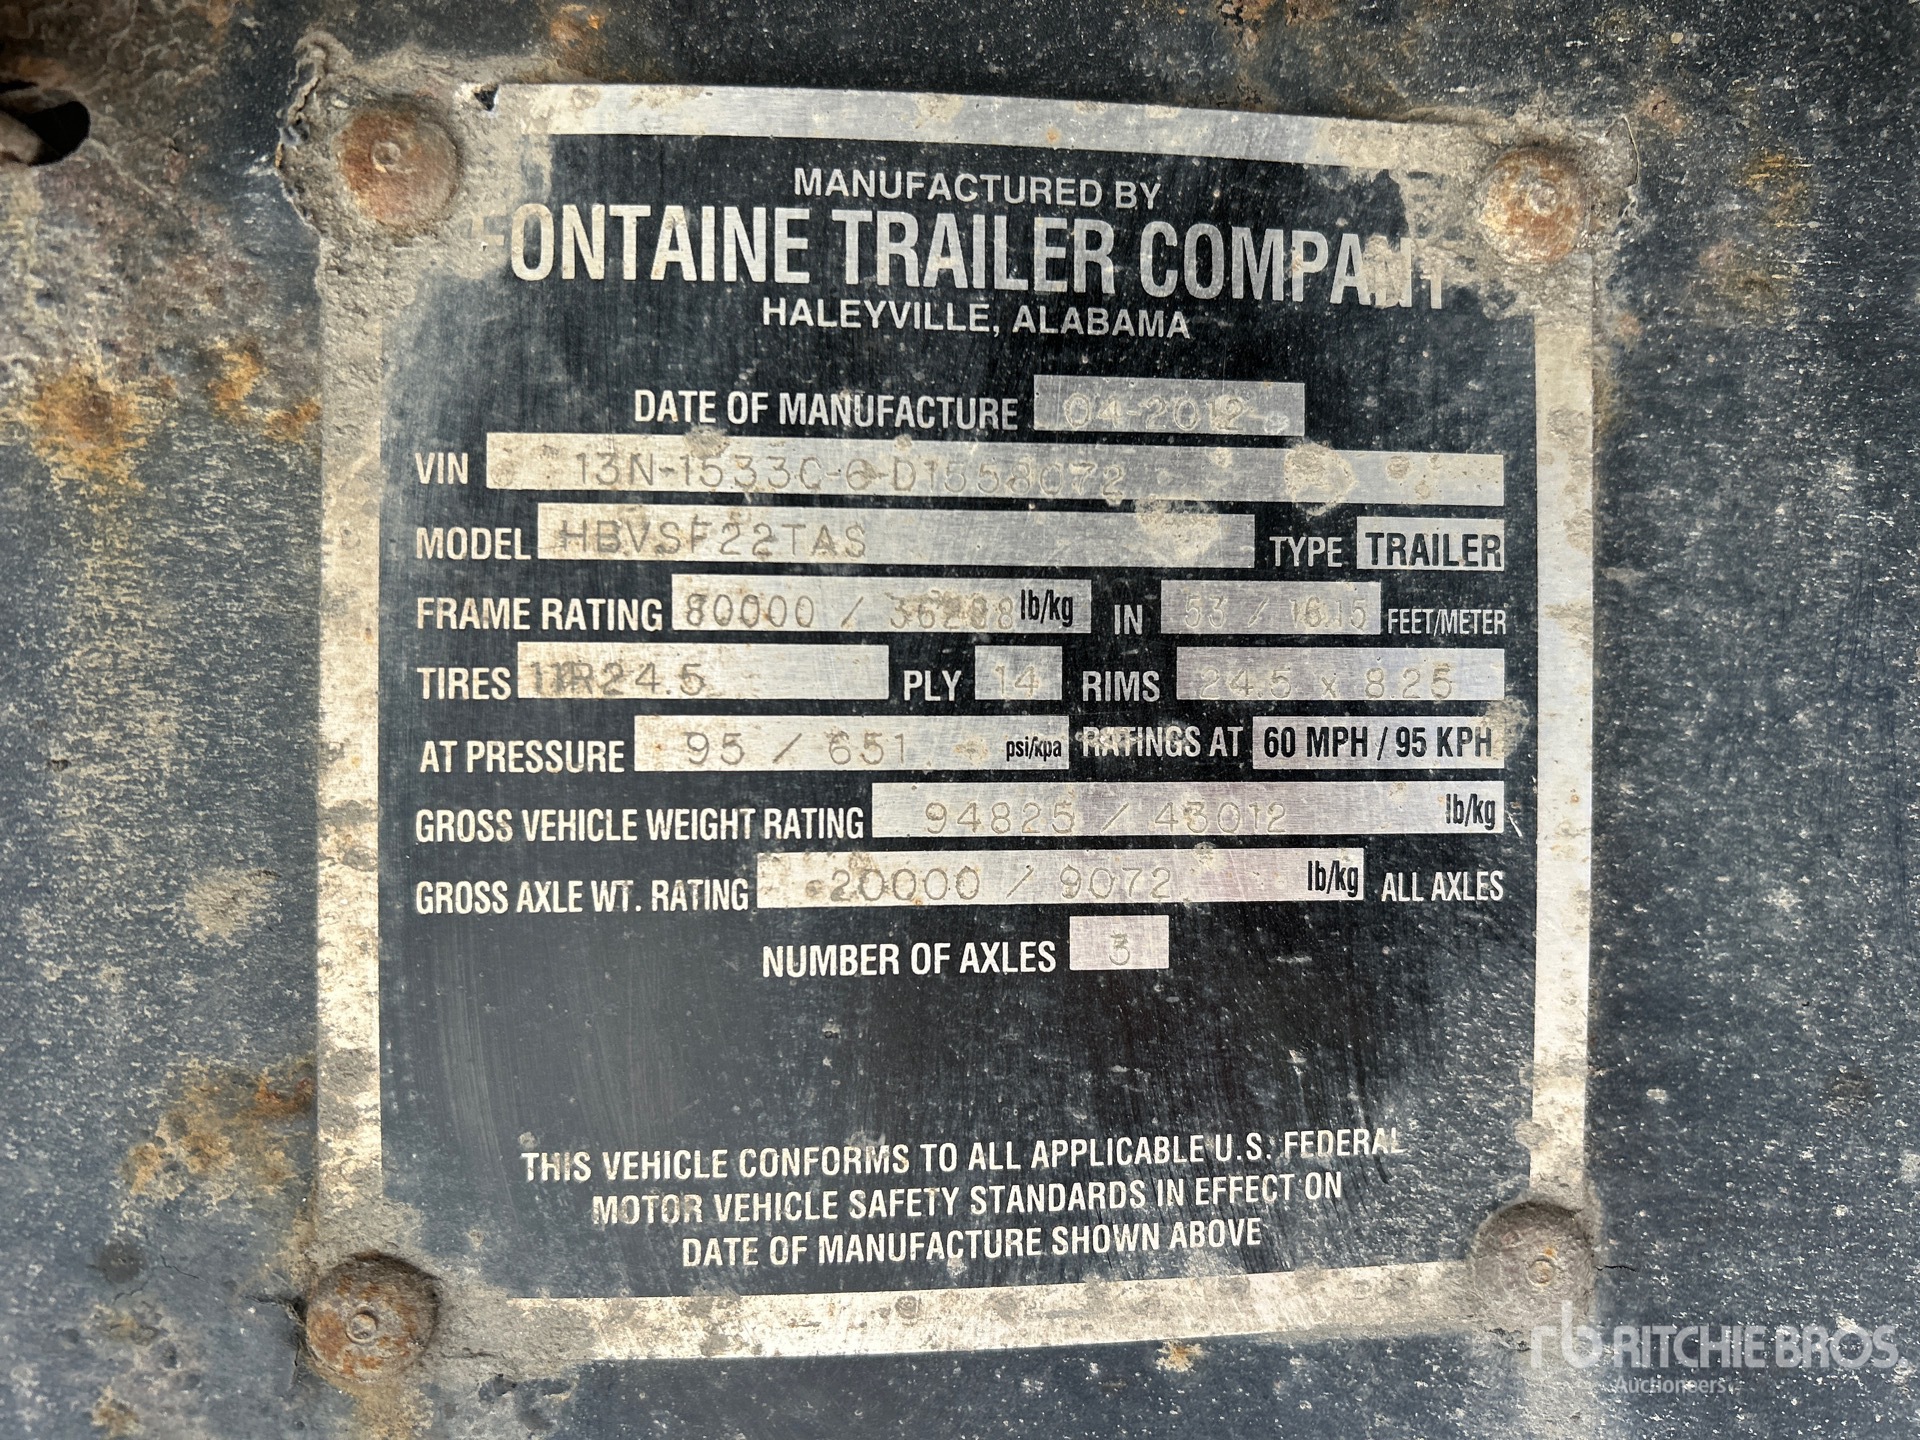 MANUFACTURED BY
FONTAINE TRAILER COMPANY
HALEYVILLE, ALABAMA
DATE OF MANUFACTURE 04-2012
VIN 13N-1533C-6-D1558072
MODEL HBVSF22TAS TYPE TRAILER
FRAME RATING 80000 / 36288 lb/kg IN 53 / 16.15 FEET/METER
TIRES 11R24.5 PLY 14 RIMS 24.5 x 8.25
AT PRESSURE 95 / 651 psi/kpa RATINGS AT 60 MPH / 95 KPH
GROSS VEHICLE WEIGHT RATING 94825 / 43012 lb/kg
GROSS AXLE WT. RATING 20000 / 9072 lb/kg ALL AXLES
NUMBER OF AXLES 3
THIS VEHICLE CONFORMS TO ALL APPLICABLE U.S. FEDERAL
MOTOR VEHICLE SAFETY STANDARDS IN EFFECT ON
DATE OF MANUFACTURE SHOWN ABOVE
rb RITCHIE BROS
Auctioneers